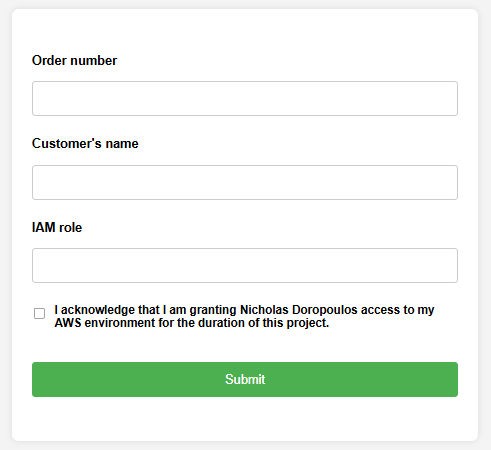 Order number
Customer's name
IAM role
I acknowledge that I am granting Nicholas Doropoulos access to my
AWS environment for the duration of this project.
Submit